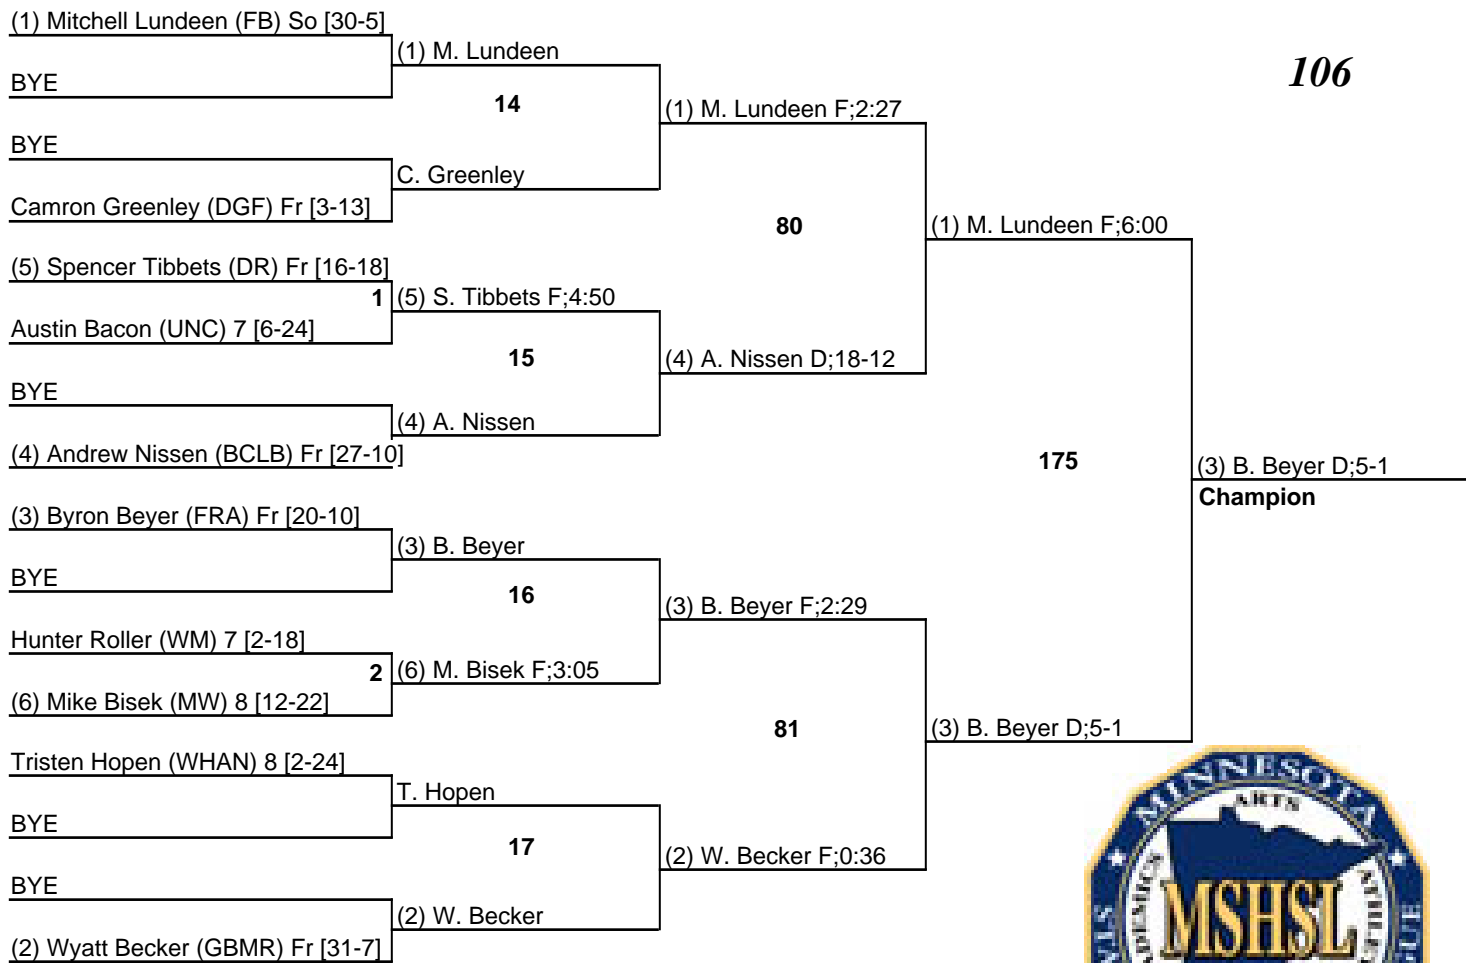 (1) Mitchell Lundeen (FB) So [30-5]
(1) M. Lundeen
106
BYE
14
(1) M. Lundeen F;2:27
BYE
C. Greenley
Camron Greenley (DGF) Fr [3-13]
80
(1) M. Lundeen F;6:00
(5) Spencer Tibbets (DR) Fr [16-18]
1
(5) S. Tibbets F;4:50
Austin Bacon (UNC) 7 [6-24]
15
(4) A. Nissen D;18-12
BYE
(4) A. Nissen
(4) Andrew Nissen (BCLB) Fr [27-10]
175
(3) B. Beyer D;5-1
Champion
(3) Byron Beyer (FRA) Fr [20-10]
(3) B. Beyer
BYE
16
(3) B. Beyer F;2:29
Hunter Roller (WM) 7 [2-18]
2
(6) M. Bisek F;3:05
(6) Mike Bisek (MW) 8 [12-22]
81
(3) B. Beyer D;5-1
Tristen Hopen (WHAN) 8 [2-24]
T. Hopen
BYE
17
(2) W. Becker F;0:36
BYE
(2) W. Becker
(2) Wyatt Becker (GBMR) Fr [31-7]
MINNESOTA
ARTS
MSHSL